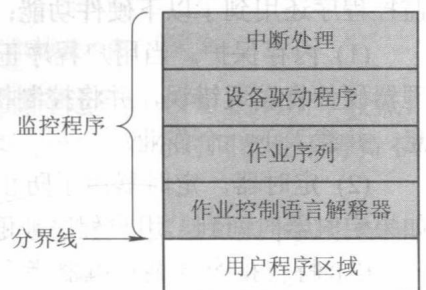 中断处理
设备驱动程序
监控程序
作业序列
作业控制语言解释器
分界线
用户程序区域